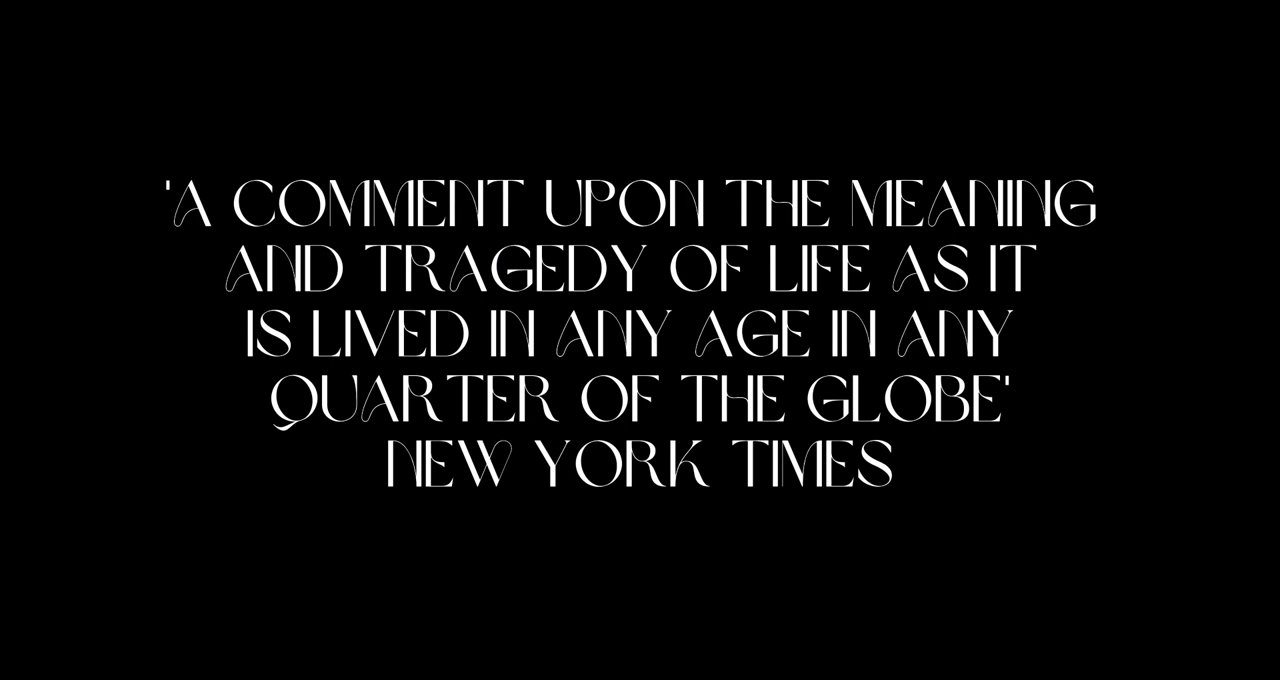 'A COMMENT UPON THE MEANING
AND TRAGEDY OF LIFE AS IT
IS LIVED IN ANY AGE IN ANY
QUARTER OF THE GLOBE'
NEW YORK TIMES